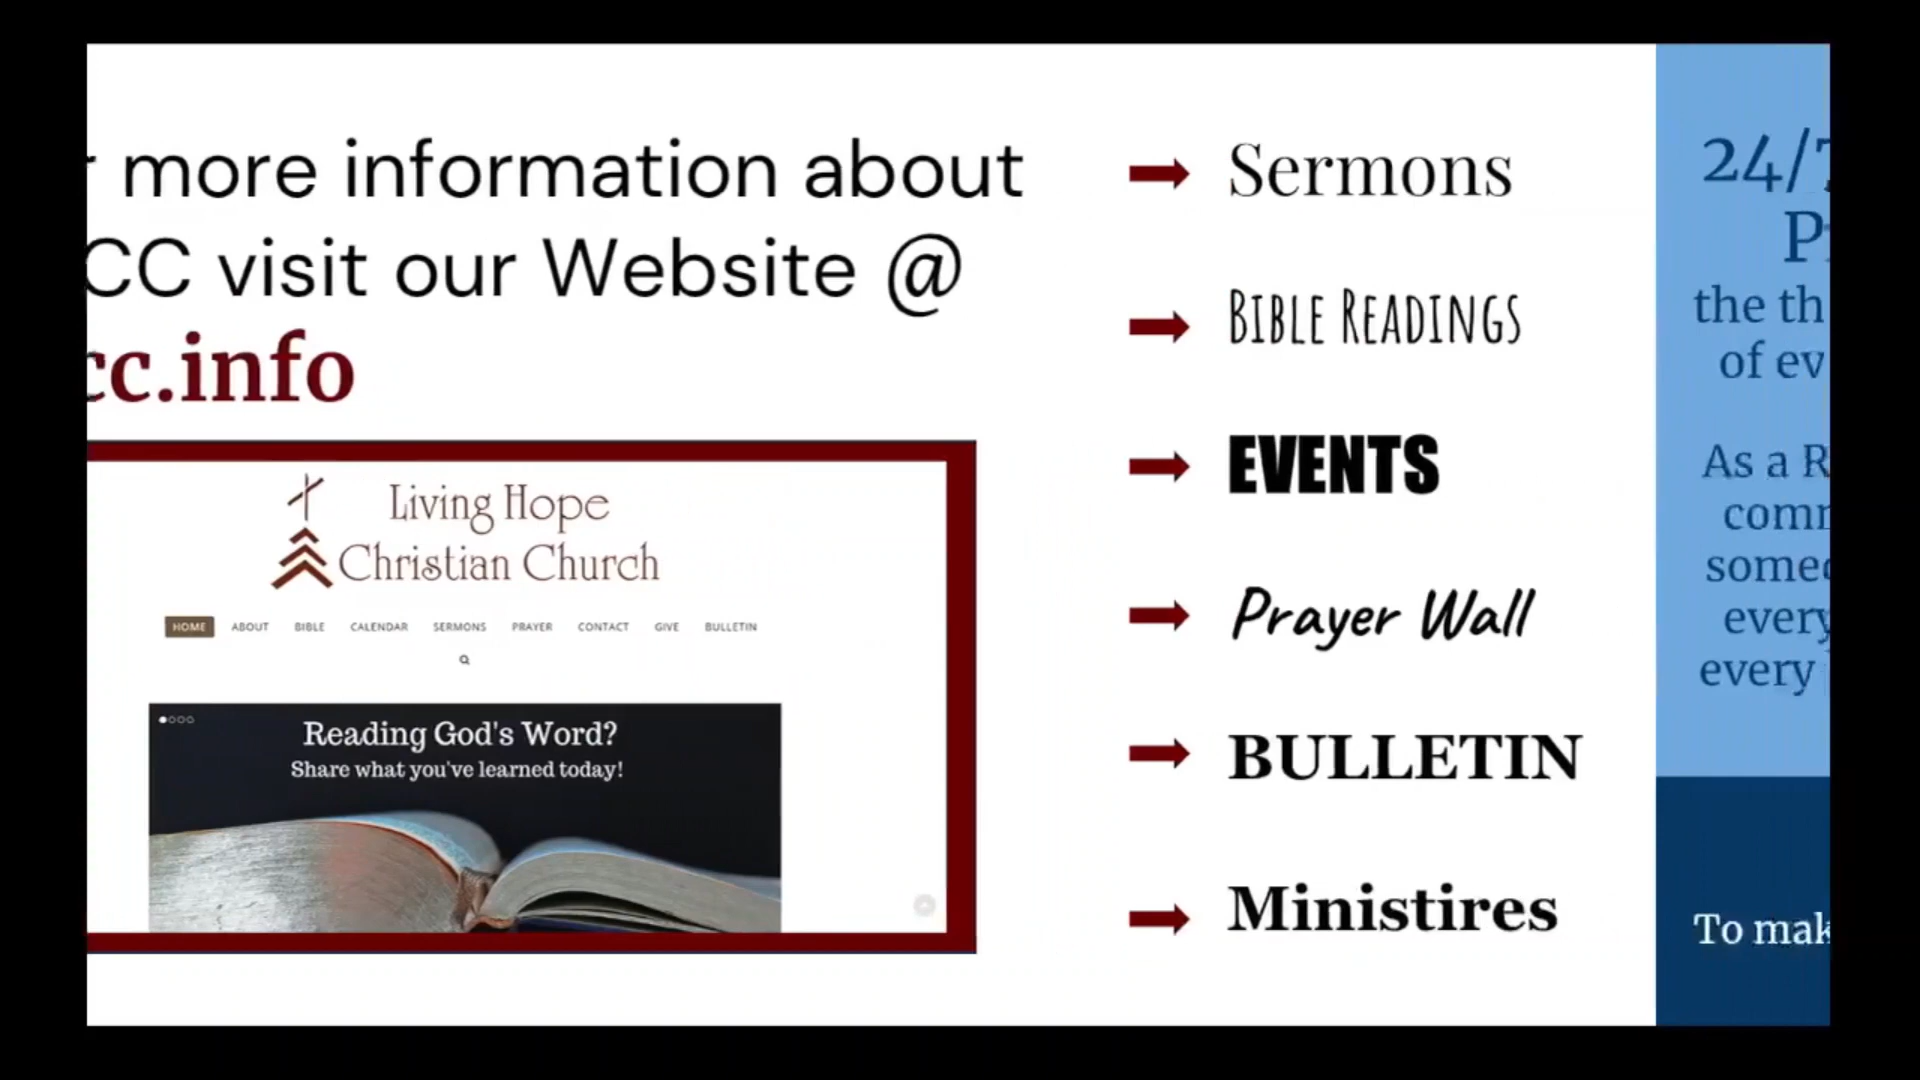 more information about
CC visit our Website @
cc.info
Living Hope
Christian Church
HOME ABOUT BIBLE CALENDAR SERMONS PRAYER CONTACT GIVE BULLETIN
Reading God's Word?
Share what you've learned today!
Sermons
BIBLE READINGS
EVENTS
Prayer Wall
BULLETIN
Ministires
24/7
the th
of ev
As a R
com
some
every
every
To mak